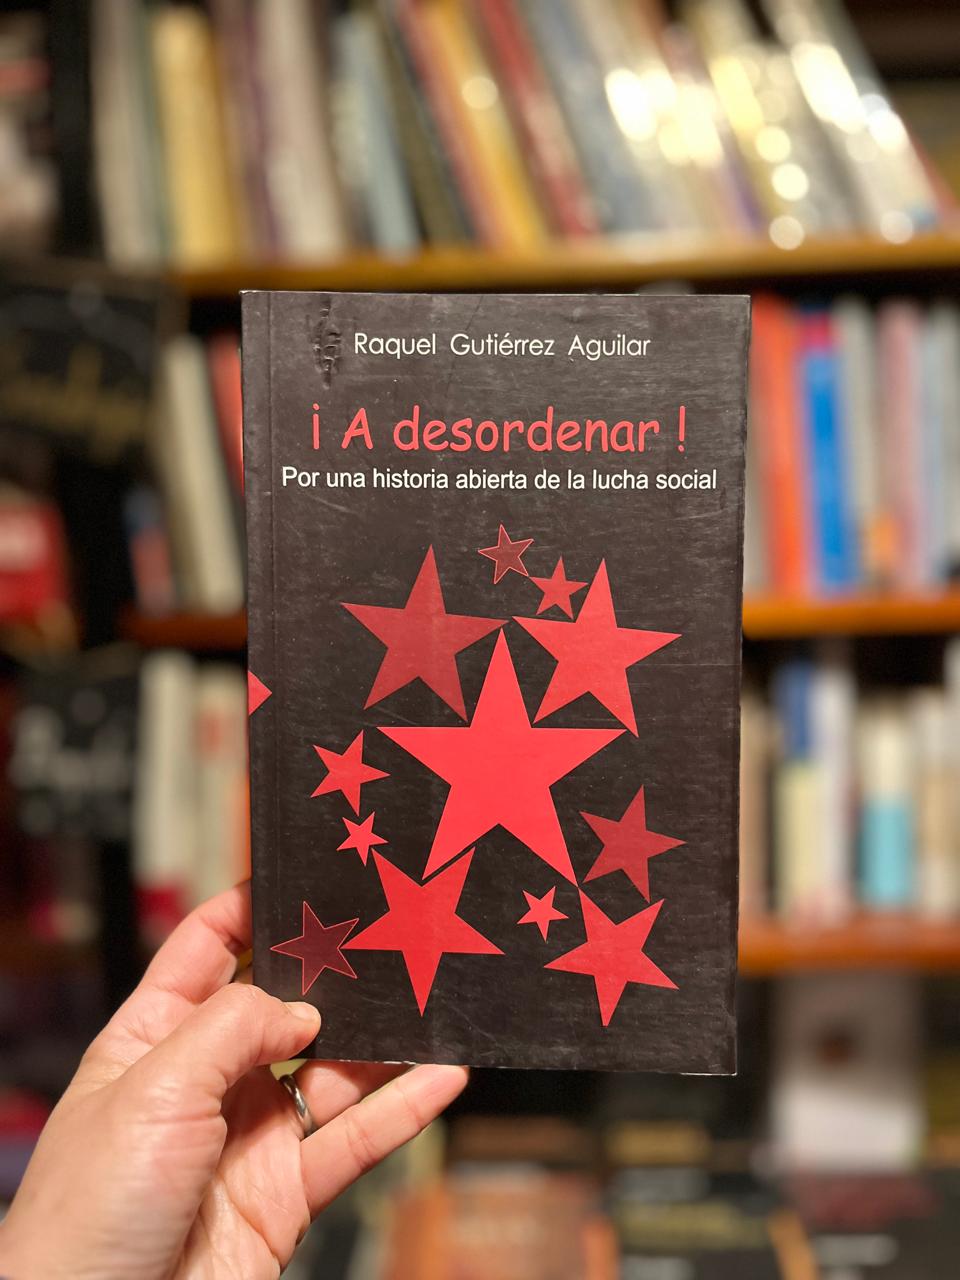 Raquel Gutiérrez Aguilar
¡ A desordenar !
Por una historia abierta de la lucha social